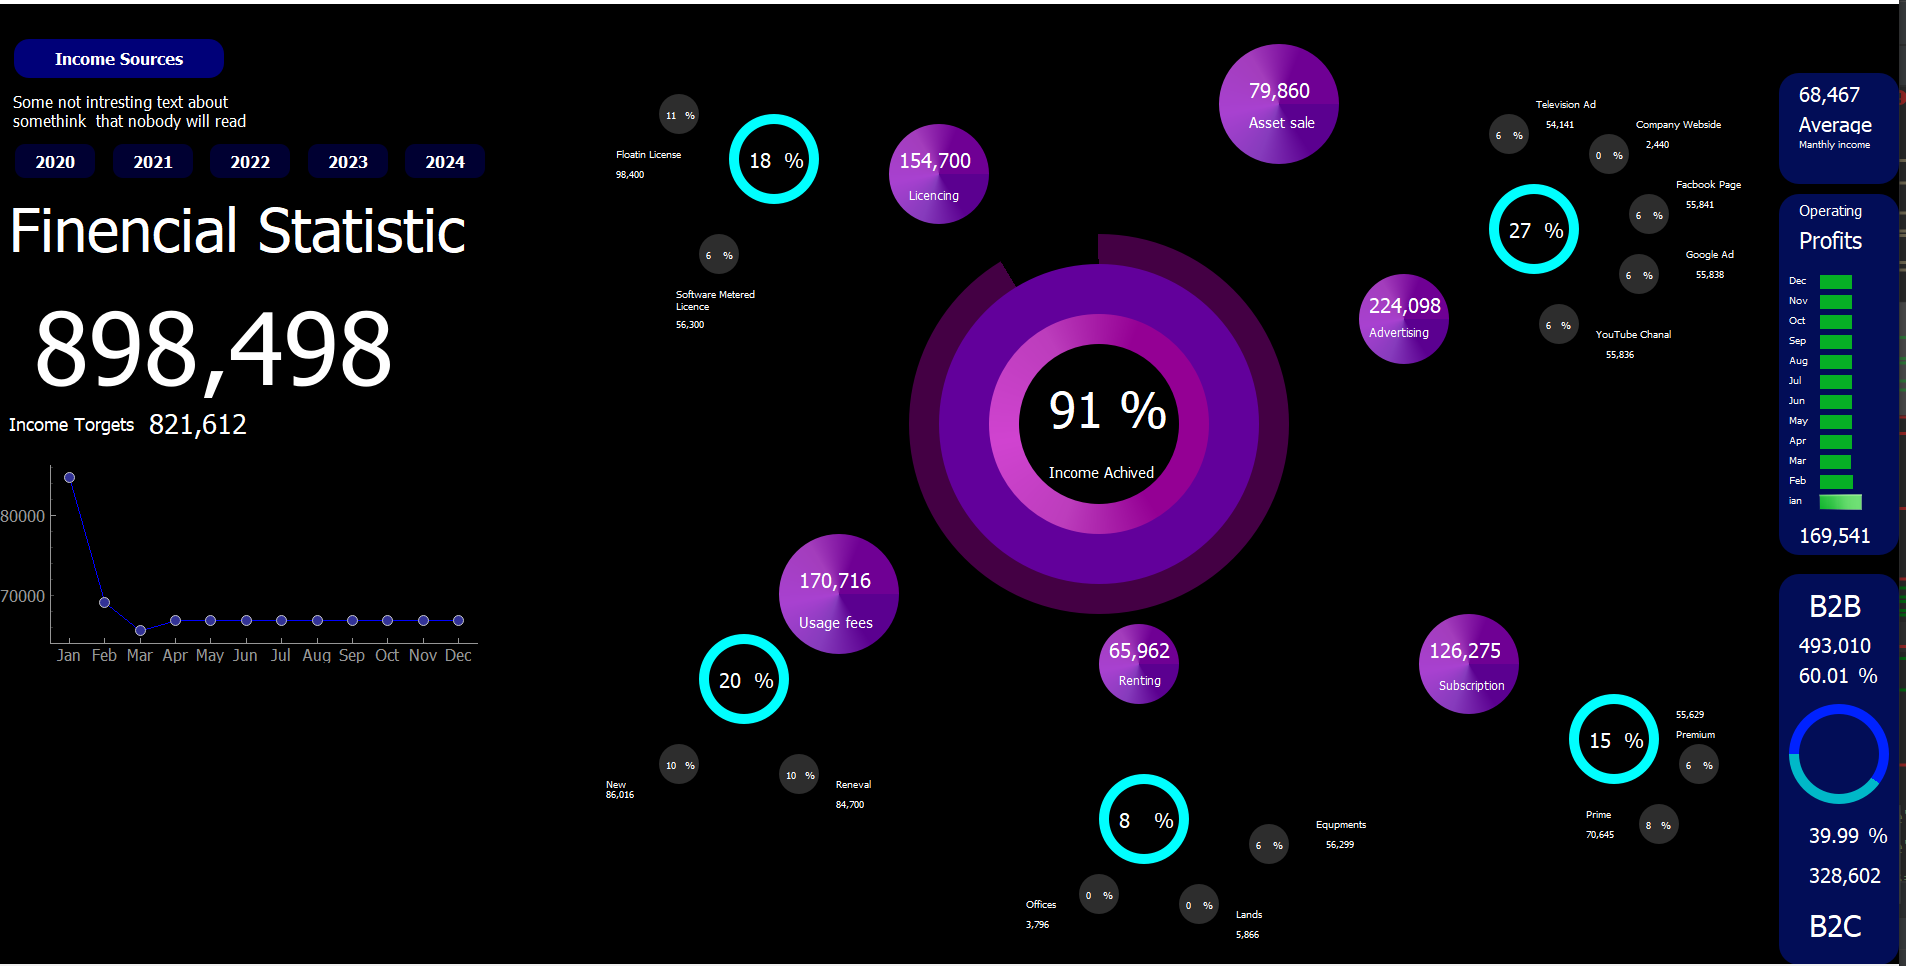 Income Sources
Some not intresting text about
somethink  that nobody will read
2020 2021 2022 2023 2024
Finencial Statistic
898,498
Income Torgets 821,612
80000
70000
Jan Feb Mar Apr May Jun Jul Aug Sep Oct Nov Dec
11 %
Floatin License
98,400
18 %
6 %
Software Metered
Licence
56,300
154,700
Licencing
79,860
Asset sale
Television Ad
54,141
6 %
Company Webside
2,440
0 %
Facbook Page
55,841
6 %
27 %
Google Ad
55,838
6 %
YouTube Chanal
55,836
6 %
224,098
Advertising
91 %
Income Achived
170,716
Usage fees
20 %
10 %
New
86,016
10 %
Reneval
84,700
65,962
Renting
8 %
6 %
Equpments
56,299
0 %
Offices
3,796
0 %
Lands
5,866
126,275
Subscription
15 %
55,629
Premium
6 %
Prime
70,645
8 %
68,467
Average
Manthly income
Operating
Profits
Dec
Nov
Oct
Sep
Aug
Jul
Jun
May
Apr
Mar
Feb
ian
169,541
B2B
493,010
60.01 %
39.99 %
328,602
B2C